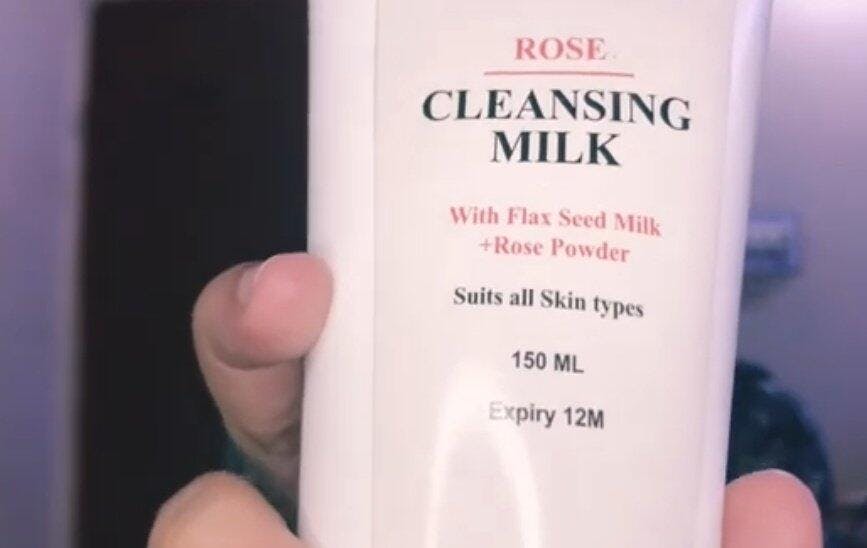 ROSE
CLEANSING
MILK
With Flax Seed Milk
+Rose Powder
Suits all Skin types
150 ML
Expiry 12M